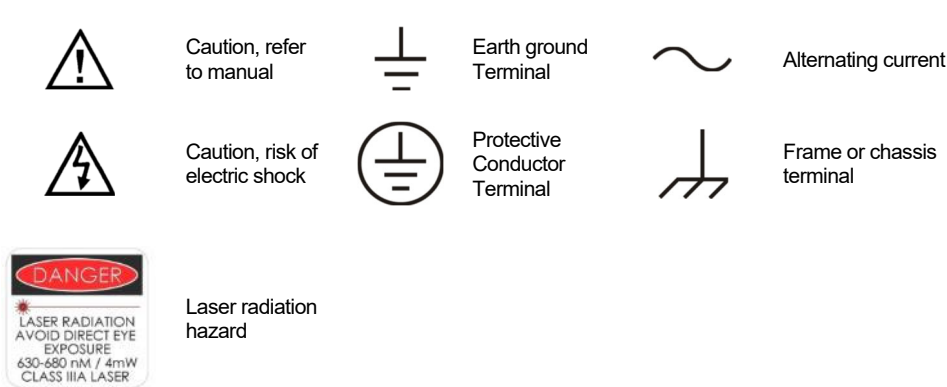 Caution, refer
to manual
Earth ground
Terminal
Alternating current
Caution, risk of
electric shock
Protective
Conductor
Terminal
Frame or chassis
terminal
DANGER
LASER RADIATION
AVOID DIRECT EYE
EXPOSURE
630-680 nM / 4mW
CLASS IIIA LASER
Laser radiation
hazard